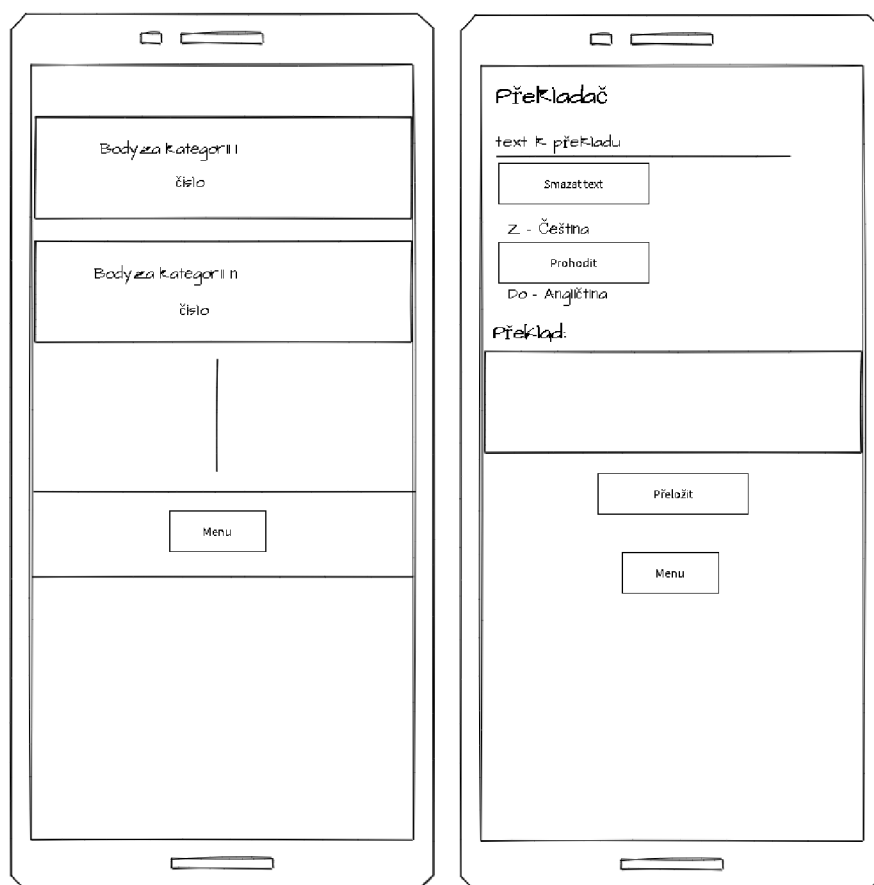 Body za kategorii 1
číslo
Body za kategorii n
číslo
Menu
Překladač
text k překladu
Smazat text
Z - Čeština
Prohodit
Do - Angličtina
Překlad:
Přeložit
Menu